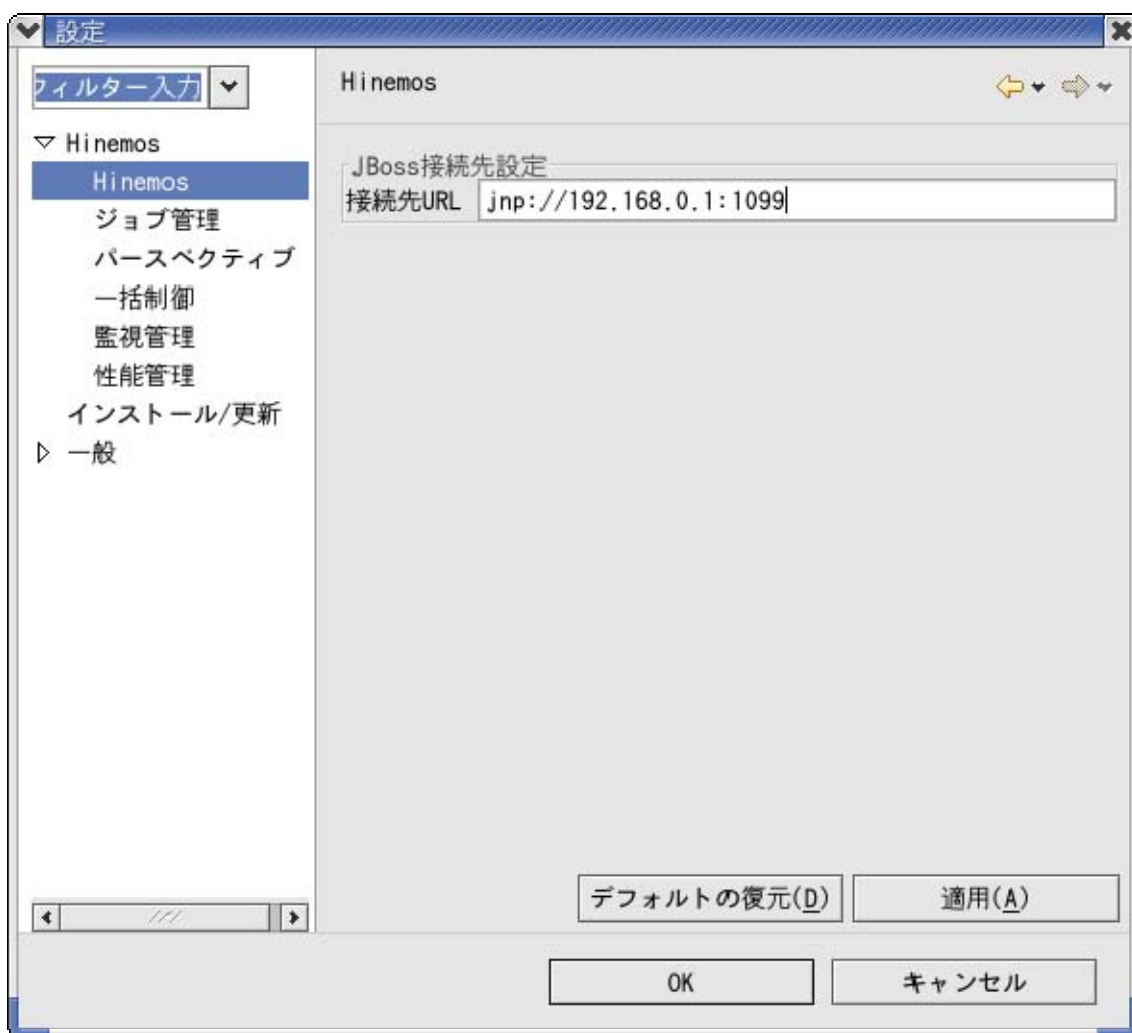 設定
フィルター入力
Hinemos
Hinemos
ジョブ管理
パースペクティブ
一括制御
監視管理
性能管理
インストール/更新
一般
Hinemos
JBoss接続先設定
接続先URL jnp://192.168.0.1:1099
デフォルトの復元(D) 適用(A)
OK キャンセル